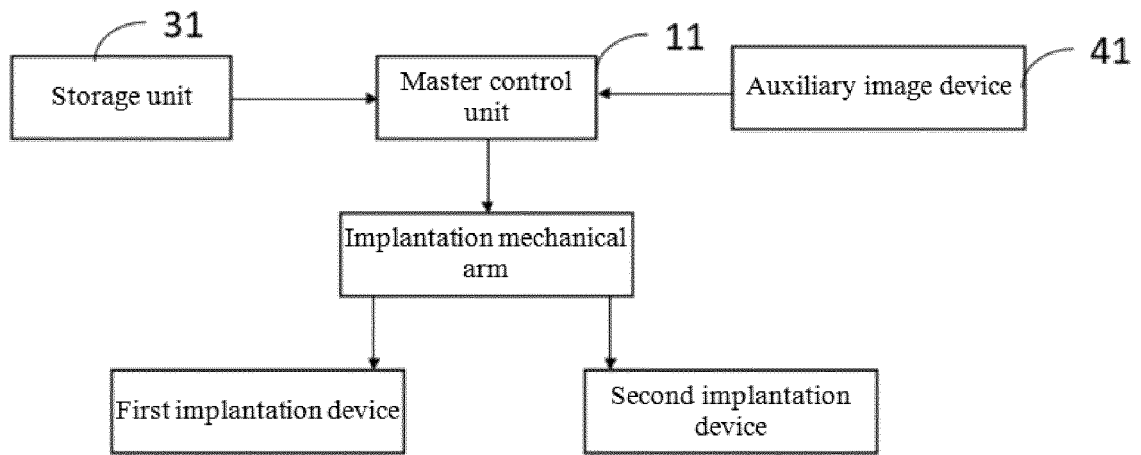 31
11
41
Storage unit
Master control
unit
Auxiliary image device
Implantation mechanical
arm
First implantation device
Second implantation
device